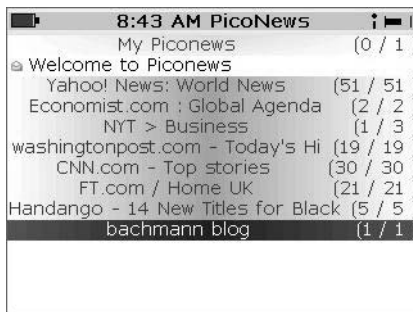 8:43 AM PicoNews
My Piconews (0 / 1
Welcome to Piconews
Yahoo! News: World News (51 / 51
Economist.com : Global Agenda (2 / 2
NYT > Business (1 / 3
washingtonpost.com - Today's Hi (19 / 19
CNN.com - Top stories (30 / 30
FT.com / Home UK (21 / 21
Handango - 14 New Titles for Black (5 / 5
bachmann blog (1 / 1